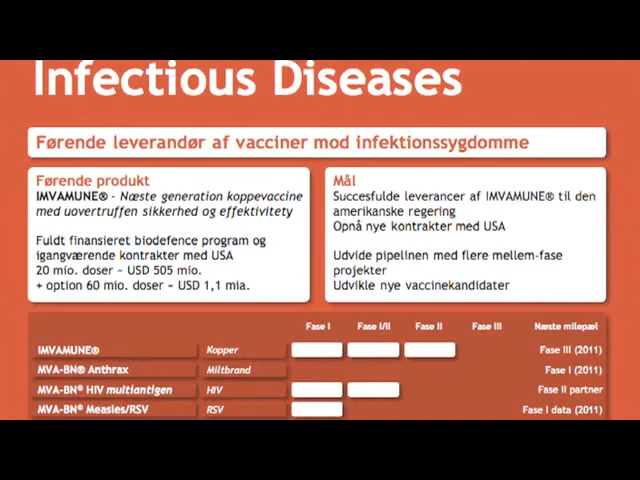 Infectious Diseases
Førende leverandør af vacciner mod infektionssygdomme
Førende produkt
IMVAMUNE® - Næste generation koppevaccine
med uovertruffen sikkerhed og effektivitety
Fuldt finansieret biodefence program og
igangværende kontrakter med USA
20 mio. doser ~ USD 505 mio.
+ option 60 mio. doser ~ USD 1,1 mia.
Mål
Succesfulde leverancer af IMVAMUNE® til den
amerikanske regering
Opnå nye kontrakter med USA
Udvide pipelinen med flere mellem-fase
projekter
Udvikle nye vaccinekandidater
Fase I Fase I/II Fase II Fase III Næste milepæl
IMVAMUNE® Kopper Fase III (2011)
MVA-BN® Anthrax Miltbrand Fase I (2011)
MVA-BN® HIV multiantigen HIV Fase II partner
MVA-BN® Measles/RSV RSV Fase I data (2011)